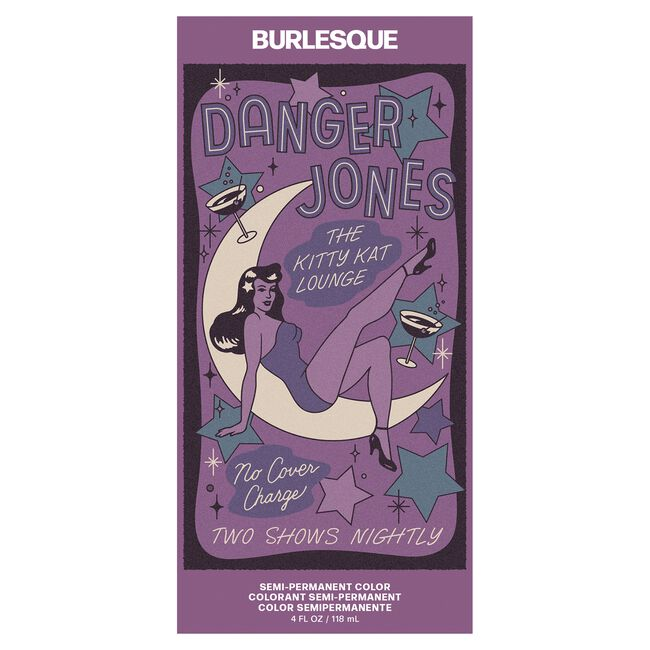 BURLESQUE
DANGER
JONES
THE
KITTY KAT
LOUNGE
No Cover
Charge
TWO SHOWS NIGHTLY
SEMI-PERMANENT COLOR
COLORANT SEMI-PERMANENT
COLOR SEMIPERMANENTE
4 FL OZ / 118 mL